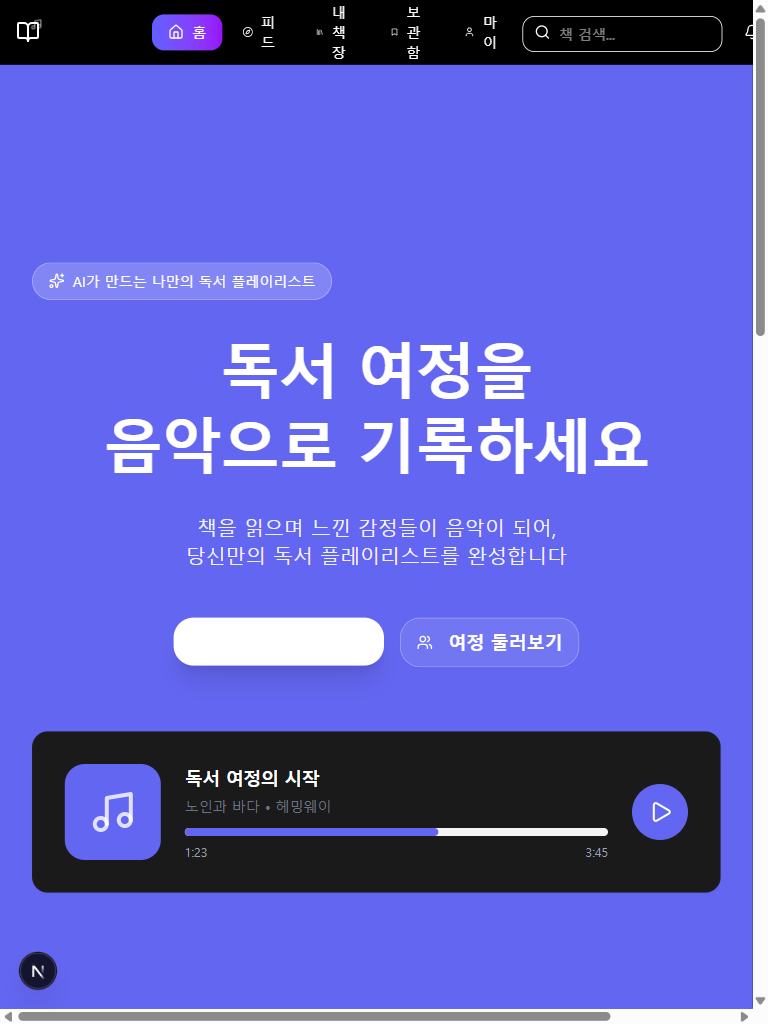 홈
피드
내책장
보관함
마이
책 검색...
AI가 만드는 나만의 독서 플레이리스트
독서 여정을
음악으로 기록하세요
책을 읽으며 느낀 감정들이 음악이 되어,
당신만의 독서 플레이리스트를 완성합니다
여정 둘러보기
독서 여정의 시작
노인과 바다 • 헤밍웨이
1:23
3:45
N